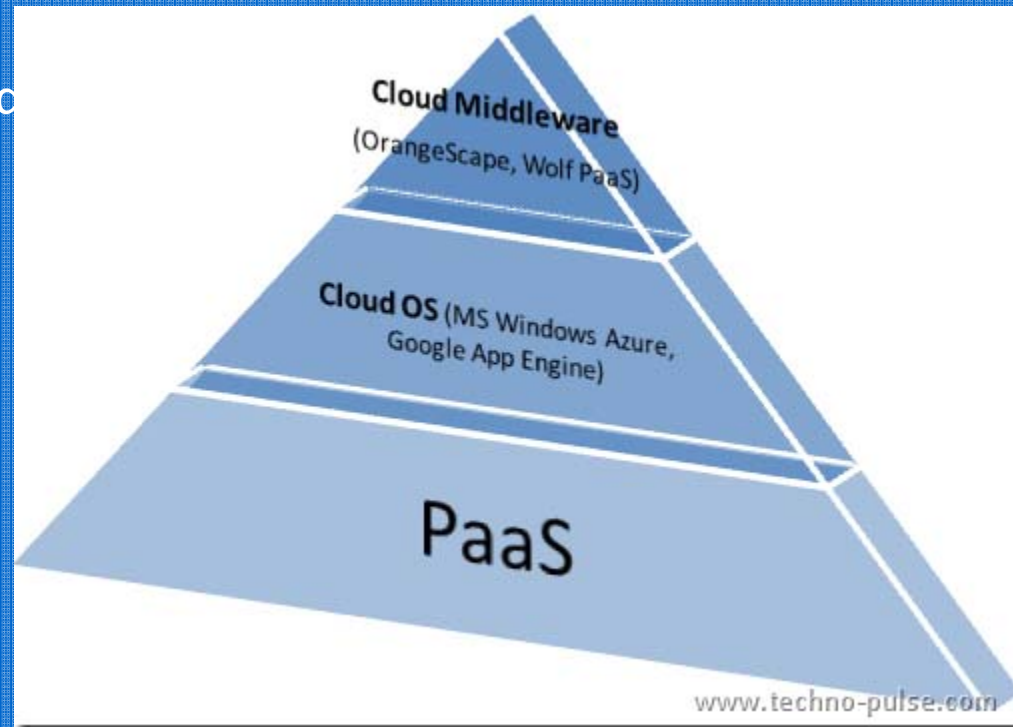 Cloud Middleware
(OrangeScape, Wolf PaaS)
Cloud OS (MS Windows Azure,
Google App Engine)
PaaS
www.techno-pulse.com